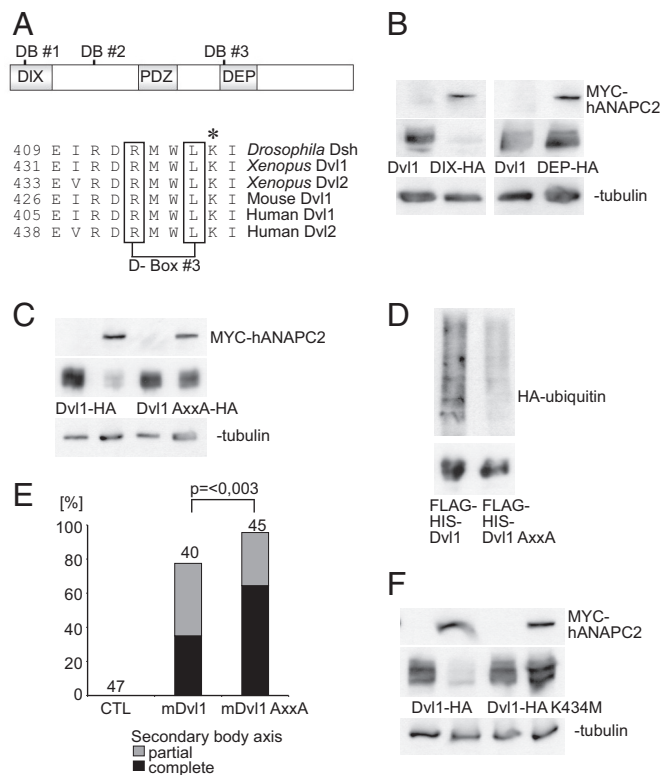 A
DB #1 DB #2 DB #3
DIX PDZ DEP
*
409 E I R D R M W L K I Drosophila Dsh
431 E I R D R M W L K I Xenopus Dvl1
433 E V R D R M W L K I Xenopus Dvl2
426 E I R D R M W L K I Mouse Dvl1
405 E I R D R M W L K I Human Dvl1
438 E V R D R M W L K I Human Dvl2
D- Box #3
B
MYC-
hANAPC2
Dvl1 DIX-HA Dvl1 DEP-HA
-tubulin
C
MYC-hANAPC2
Dvl1-HA Dvl1 AxxA-HA
-tubulin
D
HA-ubiquitin
FLAG- FLAG-
HIS- HIS-
Dvl1 Dvl1 AxxA
E
[%]
p=<0,003
100
80
60
40
20
0
47
40
45
CTL mDvl1 mDvl1 AxxA
Secondary body axis
partial
complete
F
MYC-
hANAPC2
Dvl1-HA Dvl1-HA K434M
-tubulin